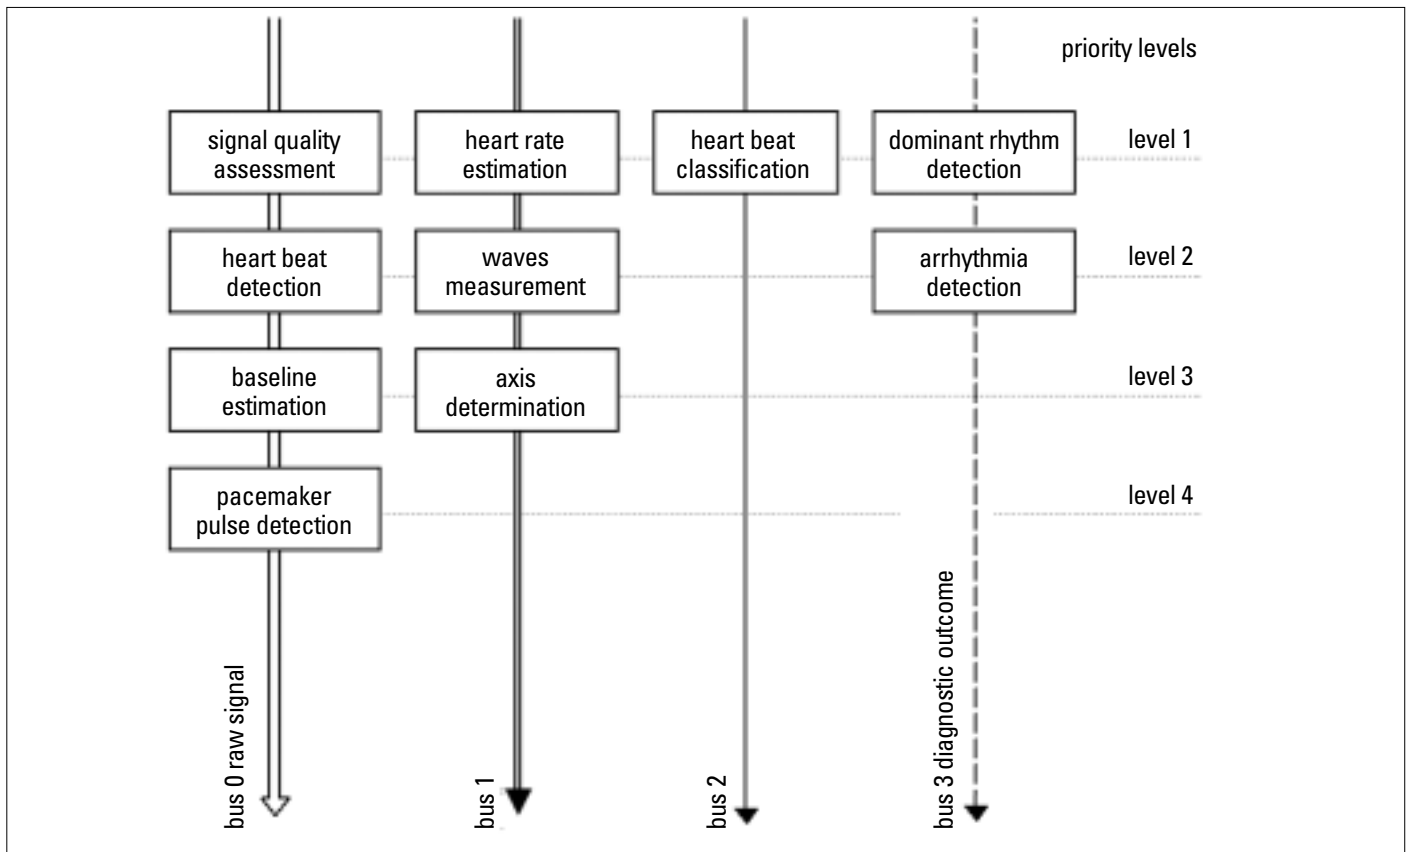 priority levels
signal quality
assessment
heart rate
estimation
heart beat
classification
dominant rhythm
detection
level 1
heart beat
detection
waves
measurement
arrhythmia
detection
level 2
baseline
estimation
axis
determination
level 3
pacemaker
pulse detection
level 4
bus 0 raw signal
bus 1
bus 2
bus 3 diagnostic outcome